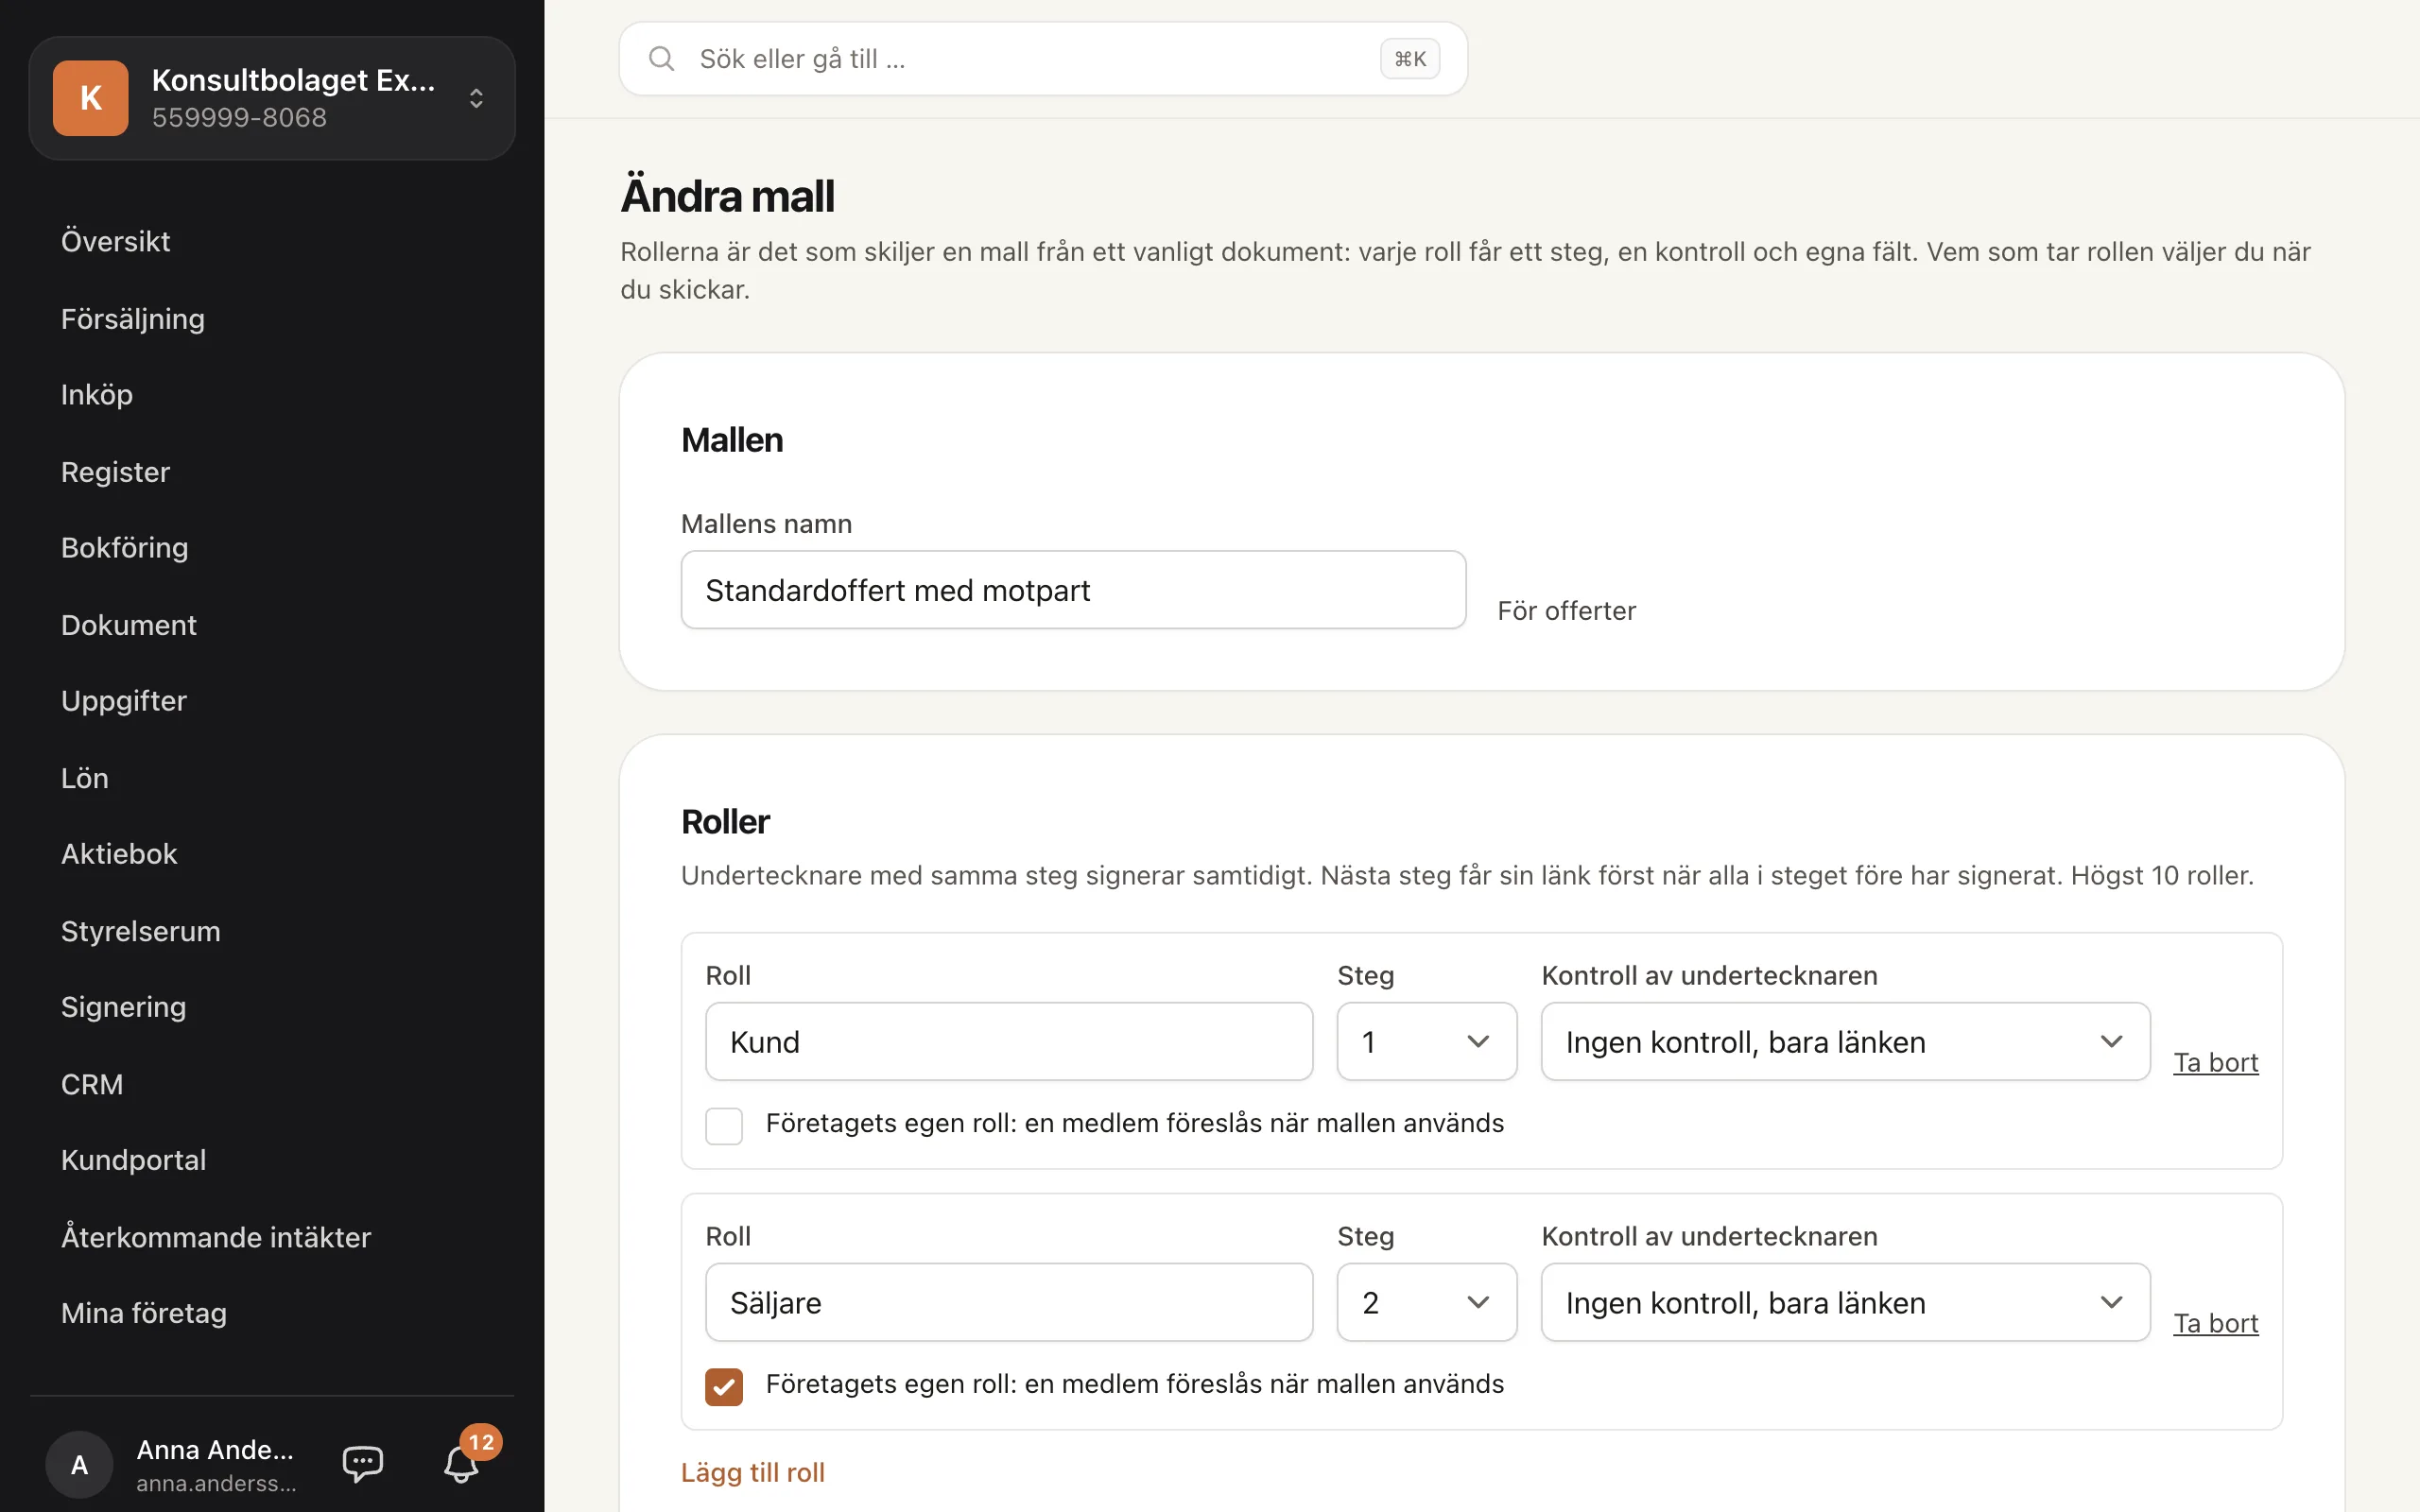 K
Konsultbolaget Ex...
559999-8068
Översikt
Försäljning
Inköp
Register
Bokföring
Dokument
Uppgifter
Lön
Aktiebok
Styrelserum
Signering
CRM
Kundportal
Återkommande intäkter
Mina företag
A
Anna Ande...
anna.anderss...
12
Sök eller gå till ...
⌘K
Ändra mall
Rollerna är det som skiljer en mall från ett vanligt dokument: varje roll får ett steg, en kontroll och egna fält. Vem som tar rollen väljer du när
du skickar.
Mallen
Mallens namn
Standardoffert med motpart
För offerter
Roller
Undertecknare med samma steg signerar samtidigt. Nästa steg får sin länk först när alla i steget före har signerat. Högst 10 roller.
Roll
Steg
Kontroll av undertecknaren
Kund
1
Ingen kontroll, bara länken
Ta bort
Företagets egen roll: en medlem föreslås när mallen används
Roll
Steg
Kontroll av undertecknaren
Säljare
2
Ingen kontroll, bara länken
Ta bort
Företagets egen roll: en medlem föreslås när mallen används
Lägg till roll